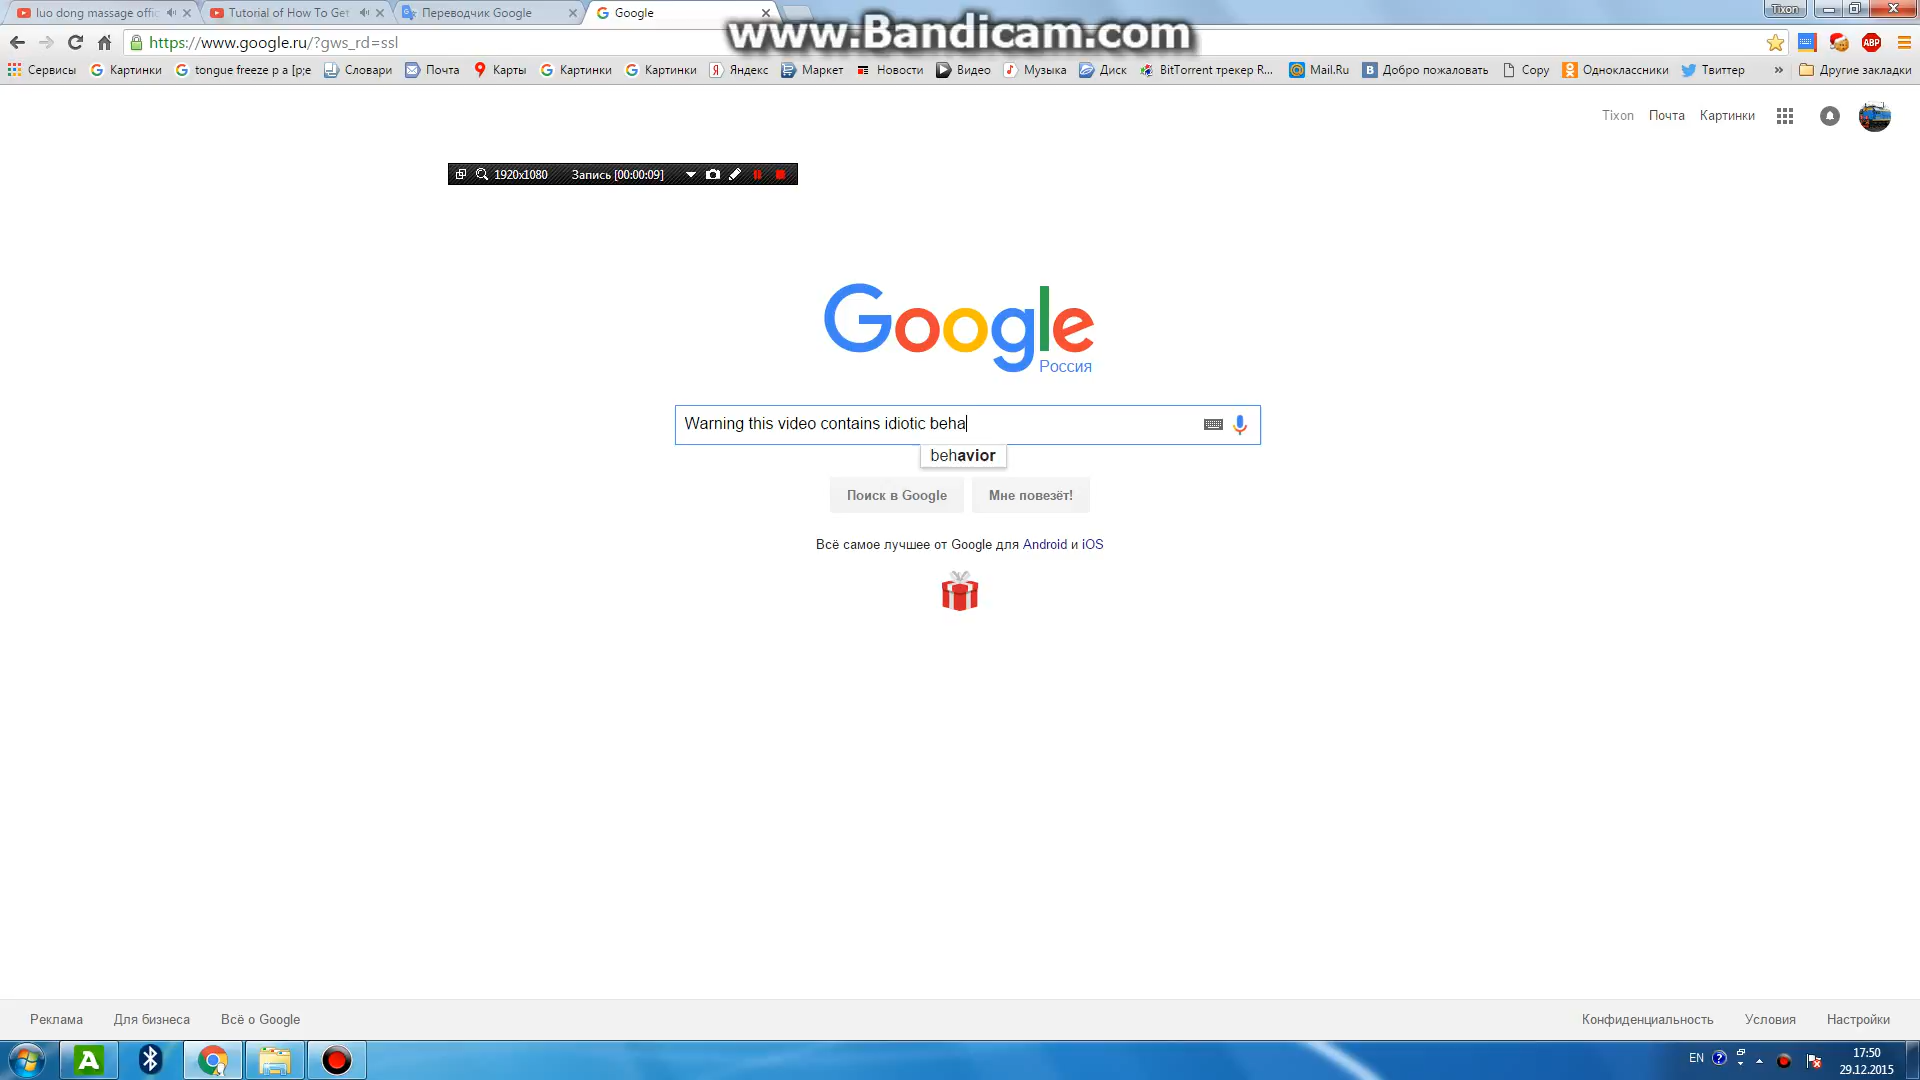 luo dong massage offic
Tutorial of How To Get
Переводчик Google
Google
Tixon
www.Bandicam.com
https://www.google.ru/?gws_rd=ssl
ABP
Сервисы
Картинки
tongue freeze p a [p;e
Словари
Почта
Карты
Картинки
Картинки
Яндекс
Маркет
Новости
Видео
Музыка
Диск
BitTorrent трекер R...
Mail.Ru
Добро пожаловать
Copy
Одноклассники
Твиттер
»
Другие закладки
Tixon
Почта
Картинки
1920x1080
Запись [00:00:09]
Google
Россия
Warning this video contains idiotic beha
behavior
Поиск в Google
Мне повезёт!
Всё самое лучшее от Google для Android и iOS
Реклама
Для бизнеса
Всё о Google
Конфиденциальность
Условия
Настройки
EN
17:50
29.12.2015